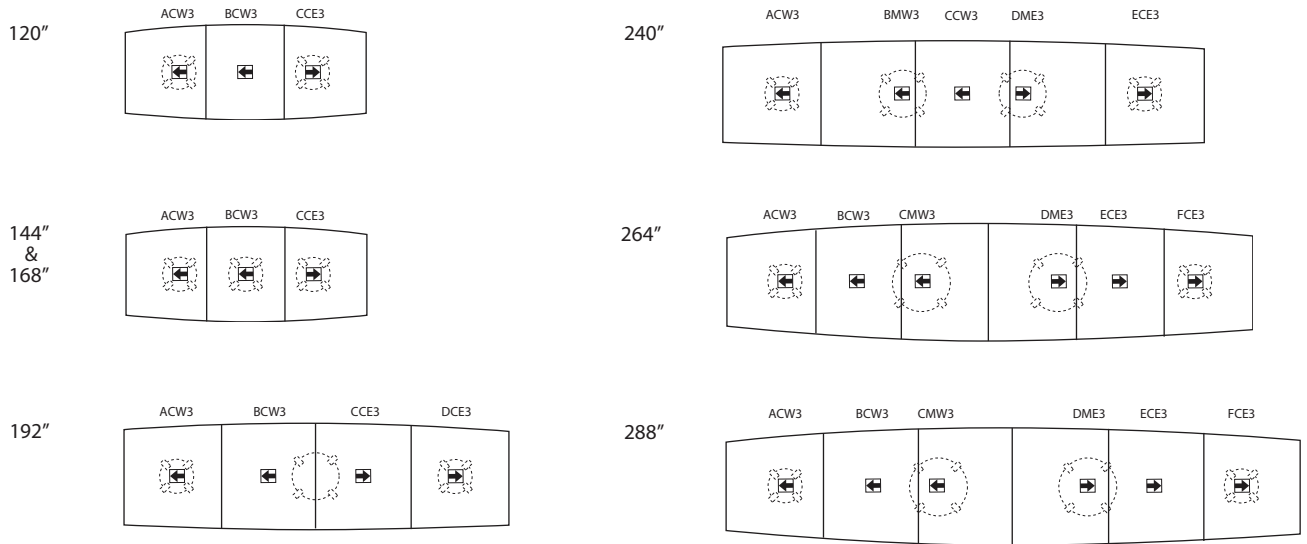 120”
ACW3 BCW3 CCE3
144”
&
168”
ACW3 BCW3 CCE3
192”
ACW3 BCW3 CCE3 DCE3
240”
ACW3 BMW3 CCW3 DME3 ECE3
264”
ACW3 BCW3 CMW3 DME3 ECE3 FCE3
288”
ACW3 BCW3 CMW3 DME3 ECE3 FCE3